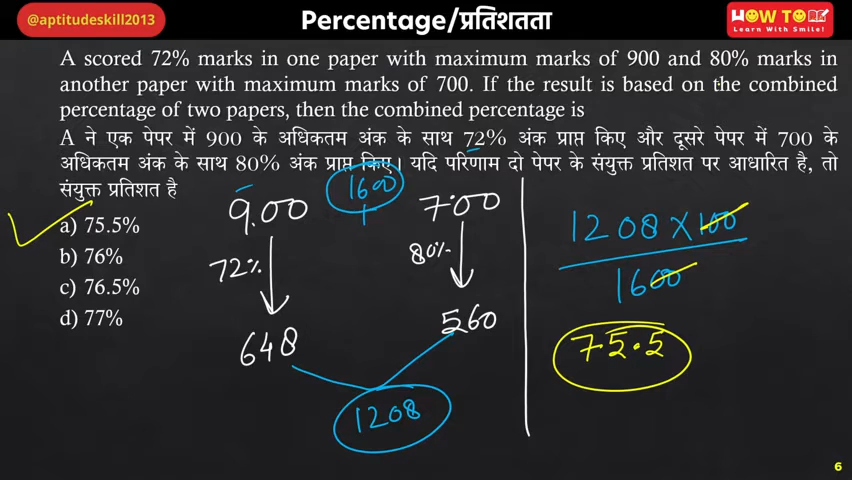 @aptitudeskill2013
Percentage/प्रतिशतता
HOW TO
Learn With Smile!
A scored 72% marks in one paper with maximum marks of 900 and 80% marks in
another paper with maximum marks of 700. If the result is based on the combined
percentage of two papers, then the combined percentage is
A ने एक पेपर में 900 के अधिकतम अंक के साथ 72% अंक प्राप्त किए और दूसरे पेपर में 700 के
अधिकतम अंक के साथ 80% अंक प्राप्त किए। यदि परिणाम दो पेपर के संयुक्त प्रतिशत पर आधारित है, तो
संयुक्त प्रतिशत है
a) 75.5%
b) 76%
c) 76.5%
d) 77%
900
1600
700
72%
80%
648
560
1208
1208 × 100
1600
75.5
6